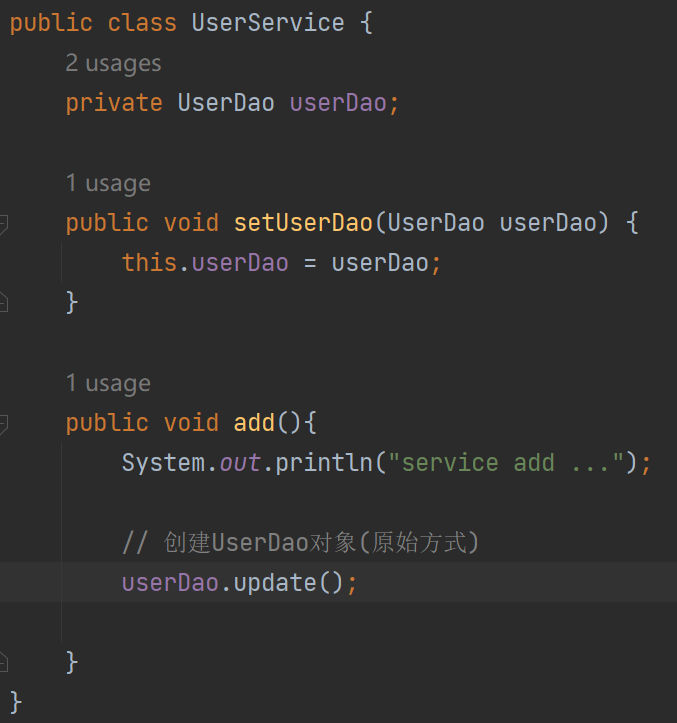 public class UserService {
2 usages
private UserDao userDao;
1 usage
public void setUserDao(UserDao userDao) {
this.userDao = userDao;
}
1 usage
public void add(){
System.out.println("service add ...");
// 创建UserDao对象(原始方式)
userDao.update();
}
}